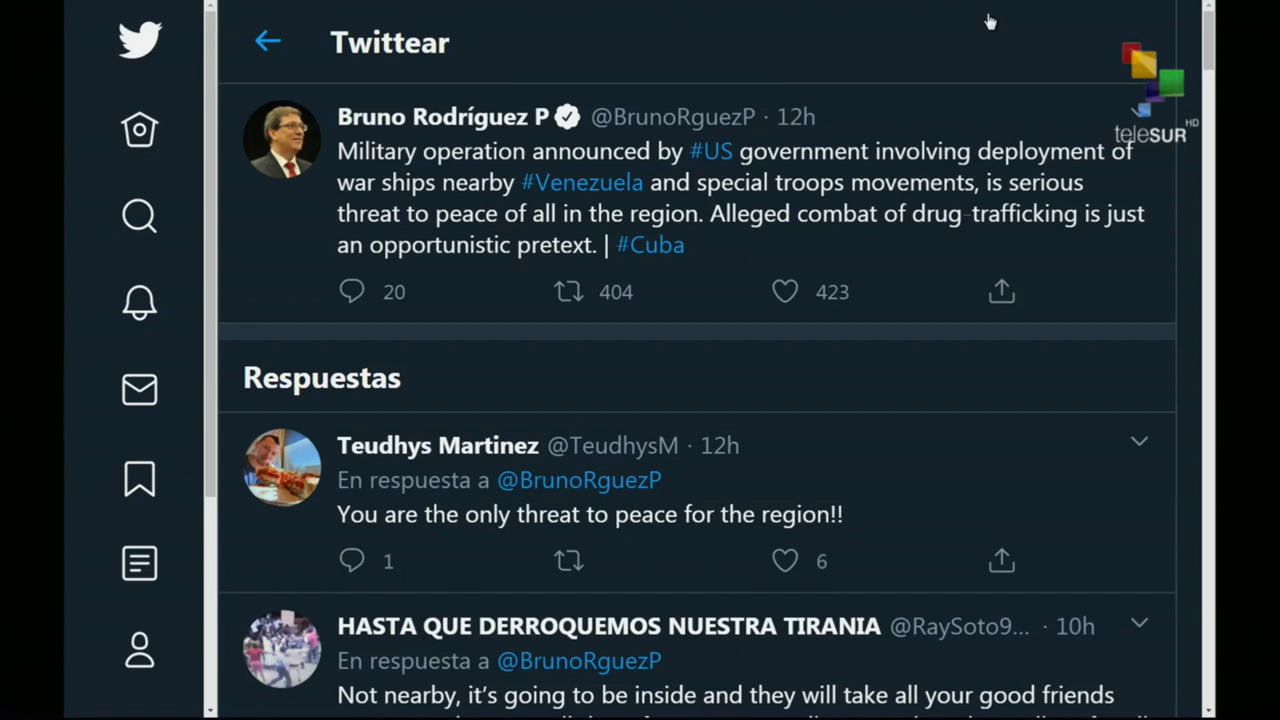 Twittear
teleSUR HD
Bruno Rodríguez P @BrunoRguezP · 12h
Military operation announced by #US government involving deployment of
war ships nearby #Venezuela and special troops movements, is serious
threat to peace of all in the region. Alleged combat of drug-trafficking is just
an opportunistic pretext. | #Cuba
20 404 423
Respuestas
Teudhys Martinez @TeudhysM · 12h
En respuesta a @BrunoRguezP
You are the only threat to peace for the region!!
1 6
HASTA QUE DERROQUEMOS NUESTRA TIRANIA @RaySoto9... · 10h
En respuesta a @BrunoRguezP
Not nearby, it's going to be inside and they will take all your good friends